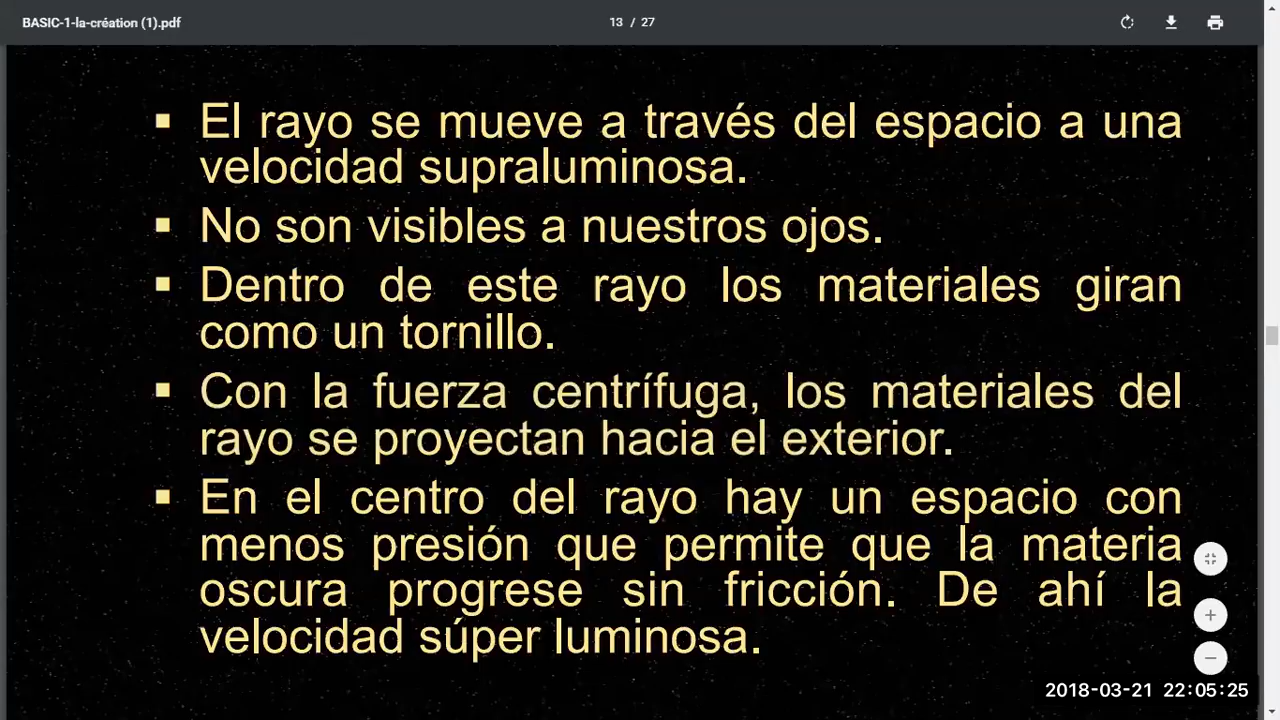 BASIC-1-la-création (1).pdf
13 / 27
▪ El rayo se mueve a través del espacio a una
velocidad supraluminosa.
▪ No son visibles a nuestros ojos.
▪ Dentro de este rayo los materiales giran
como un tornillo.
▪ Con la fuerza centrífuga, los materiales del
rayo se proyectan hacia el exterior.
▪ En el centro del rayo hay un espacio con
menos presión que permite que la materia
oscura progrese sin fricción. De ahí la
velocidad súper luminosa.
2018-03-21 22:05:25